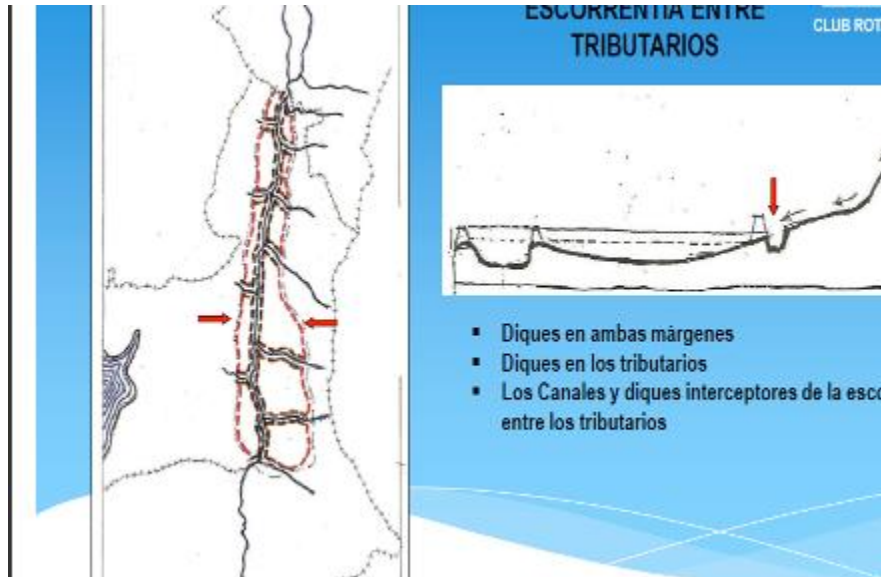 ESCORRENTIA ENTRE
TRIBUTARIOS
CLUB ROT
▪ Diques en ambas márgenes
▪ Diques en los tributarios
▪ Los Canales y diques interceptores de la esco
entre los tributarios